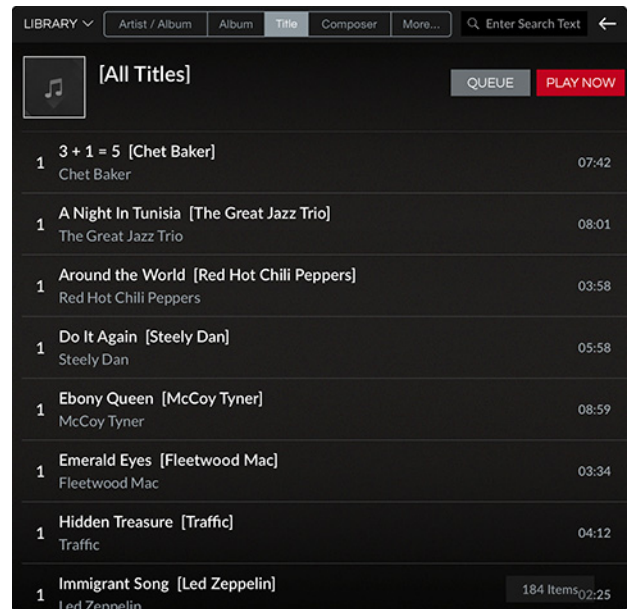 LIBRARY Artist / Album Album Title Composer More... Enter Search Text
[All Titles]
QUEUE PLAY NOW
3 + 1 = 5 [Chet Baker]
1 07:42
Chet Baker
A Night In Tunisia [The Great Jazz Trio]
1 08:01
The Great Jazz Trio
Around the World [Red Hot Chili Peppers]
1 03:58
Red Hot Chili Peppers
Do It Again [Steely Dan]
1 05:58
Steely Dan
Ebony Queen [McCoy Tyner]
1 08:59
McCoy Tyner
Emerald Eyes [Fleetwood Mac]
1 03:34
Fleetwood Mac
Hidden Treasure [Traffic]
1 04:12
Traffic
Immigrant Song [Led Zeppelin]
1 184 Items 02:25
Led Zeppelin